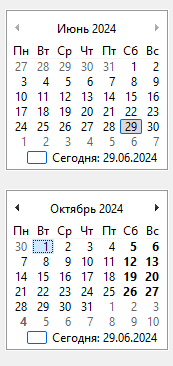 Июнь 2024
Пн Вт Ср Чт Пт Сб Вс
27 28 29 30 31 1 2
3 4 5 6 7 8 9
10 11 12 13 14 15 16
17 18 19 20 21 22 23
24 25 26 27 28 29 30
1 2 3 4 5 6 7
Сегодня: 29.06.2024
Октябрь 2024
Пн Вт Ср Чт Пт Сб Вс
30 1 2 3 4 5 6
7 8 9 10 11 12 13
14 15 16 17 18 19 20
21 22 23 24 25 26 27
28 29 30 31 1 2 3
4 5 6 7 8 9 10
Сегодня: 29.06.2024